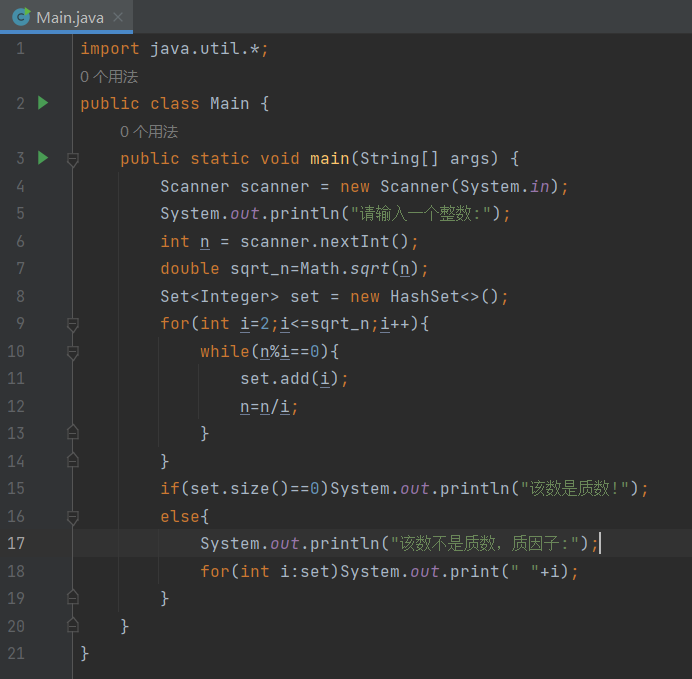 Main.java
1 import java.util.*;
0 个用法
2 public class Main {
0 个用法
3 public static void main(String[] args) {
4 Scanner scanner = new Scanner(System.in);
5 System.out.println("请输入一个整数:");
6 int n = scanner.nextInt();
7 double sqrt_n=Math.sqrt(n);
8 Set<Integer> set = new HashSet<>();
9 for(int i=2;i<=sqrt_n;i++){
10 while(n%i==0){
11 set.add(i);
12 n=n/i;
13 }
14 }
15 if(set.size()==0)System.out.println("该数是质数!");
16 else{
17 System.out.println("该数不是质数，质因子:");
18 for(int i:set)System.out.print(" "+i);
19 }
20 }
21 }